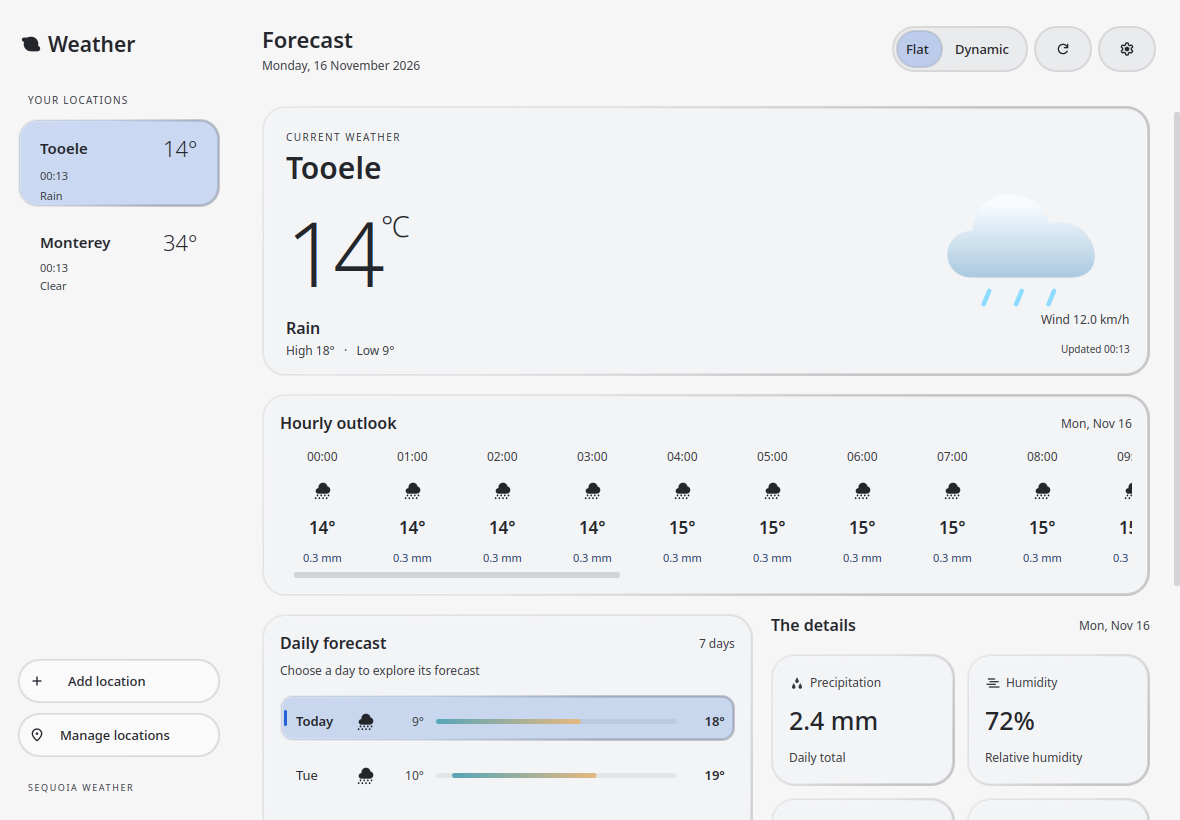 Weather
YOUR LOCATIONS
Tooele 14°
00:13
Rain
Monterey 34°
00:13
Clear
Add location
Manage locations
SEQUOIA WEATHER
Forecast
Monday, 16 November 2026
Flat Dynamic
CURRENT WEATHER
Tooele
14°C
Rain
High 18° · Low 9°
Wind 12.0 km/h
Updated 00:13
Hourly outlook Mon, Nov 16
00:00 01:00 02:00 03:00 04:00 05:00 06:00 07:00 08:00 09:
14° 14° 14° 14° 15° 15° 15° 15° 15° 15
0.3 mm 0.3 mm 0.3 mm 0.3 mm 0.3 mm 0.3 mm 0.3 mm 0.3 mm 0.3 mm 0.3
Daily forecast 7 days
Choose a day to explore its forecast
Today 9° 18°
Tue 10° 19°
The details Mon, Nov 16
Precipitation
2.4 mm
Daily total
Humidity
72%
Relative humidity